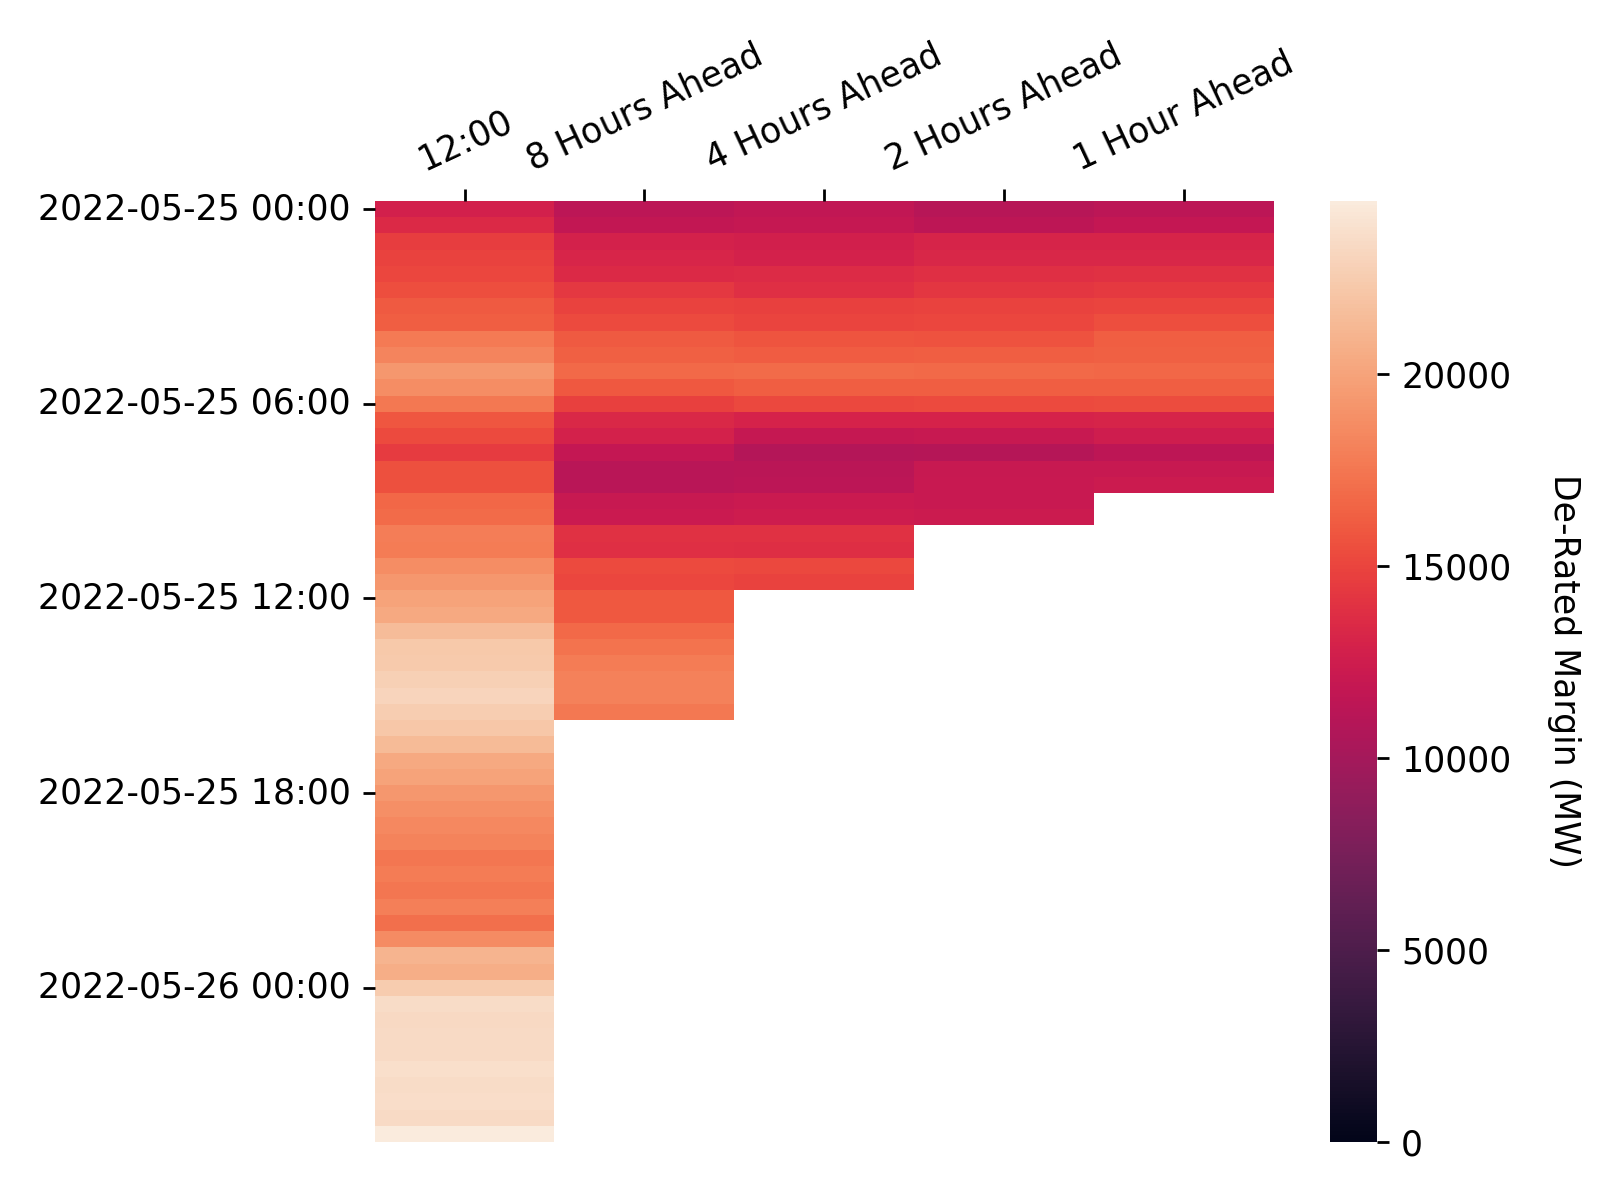 12:00
8 Hours Ahead
4 Hours Ahead
2 Hours Ahead
1 Hour Ahead
2022-05-25 00:00
2022-05-25 06:00
2022-05-25 12:00
2022-05-25 18:00
2022-05-26 00:00
20000
15000
10000
5000
0
De-Rated Margin (MW)